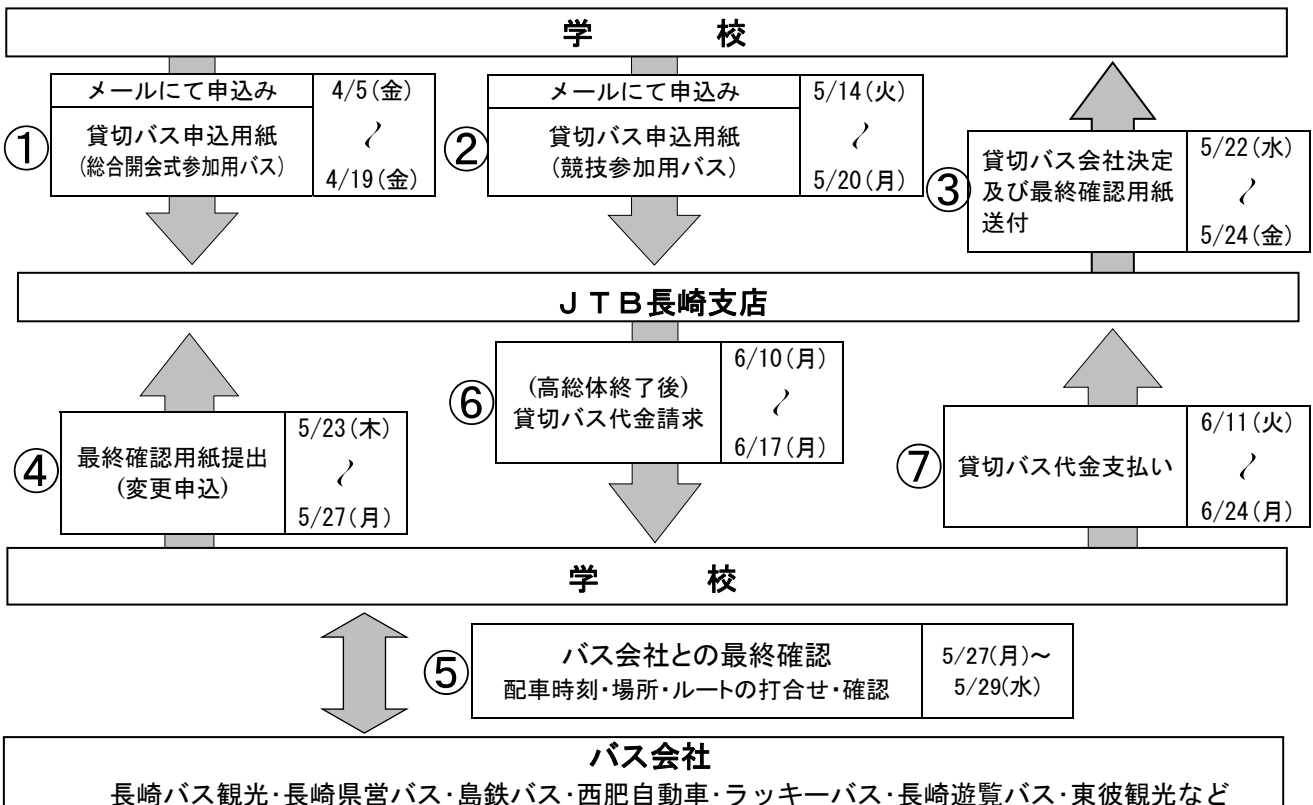 学 校
①
メールにて申込み
貸切バス申込用紙
(総合開会式参加用バス)
4/5(金)
～
4/19(金)
②
メールにて申込み
貸切バス申込用紙
(競技参加用バス)
5/14(火)
～
5/20(月)
③
貸切バス会社決定
及び最終確認用紙
送付
5/22(水)
～
5/24(金)
JTB長崎支店
④
最終確認用紙提出
(変更申込)
5/23(木)
～
5/27(月)
⑥
(高総体終了後)
貸切バス代金請求
6/10(月)
～
6/17(月)
⑦
貸切バス代金支払い
6/11(火)
～
6/24(月)
学 校
⑤
バス会社との最終確認
配車時刻･場所･ルートの打合せ･確認
5/27(月)～
5/29(水)
バス会社
長崎バス観光･長崎県営バス･島鉄バス･西肥自動車･ラッキーバス･長崎遊覧バス･東彼観光など